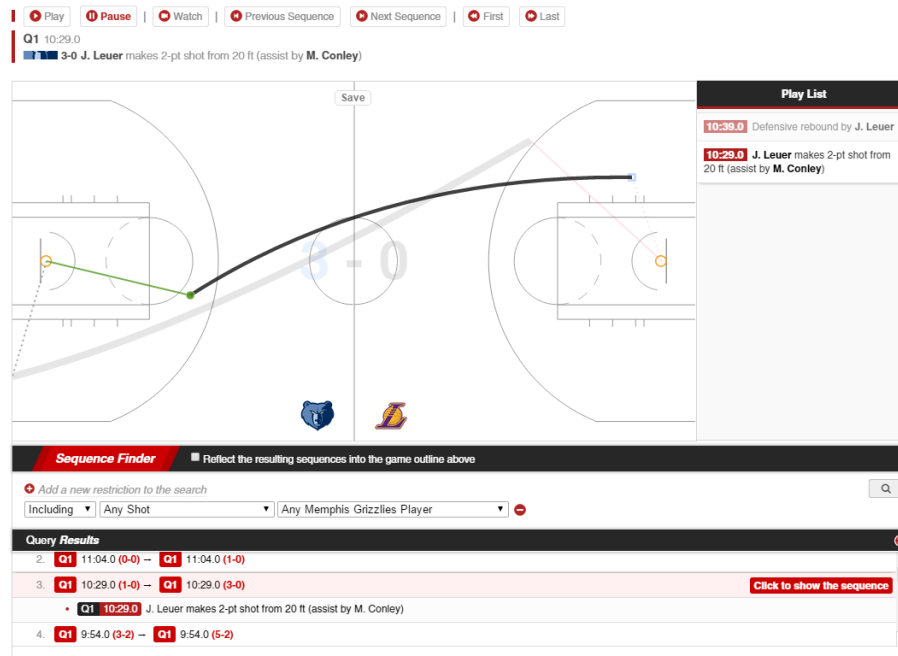 Play | Pause | Watch | Previous Sequence Next Sequence | First Last
Q1 10:29.0
3-0 J. Leuer makes 2-pt shot from 20 ft (assist by M. Conley)
Save
3 - 0
Play List
10:39.0 Defensive rebound by J. Leuer
10:29.0 J. Leuer makes 2-pt shot from
20 ft (assist by M. Conley)
Sequence Finder
Reflect the resulting sequences into the game outline above
Add a new restriction to the search
Including Any Shot Any Memphis Grizzlies Player
Query Results
2. Q1 11:04.0 (0-0) – Q1 11:04.0 (1-0)
3. Q1 10:29.0 (1-0) – Q1 10:29.0 (3-0) Click to show the sequence
• Q1 10:29.0 J. Leuer makes 2-pt shot from 20 ft (assist by M. Conley)
4. Q1 9:54.0 (3-2) – Q1 9:54.0 (5-2)